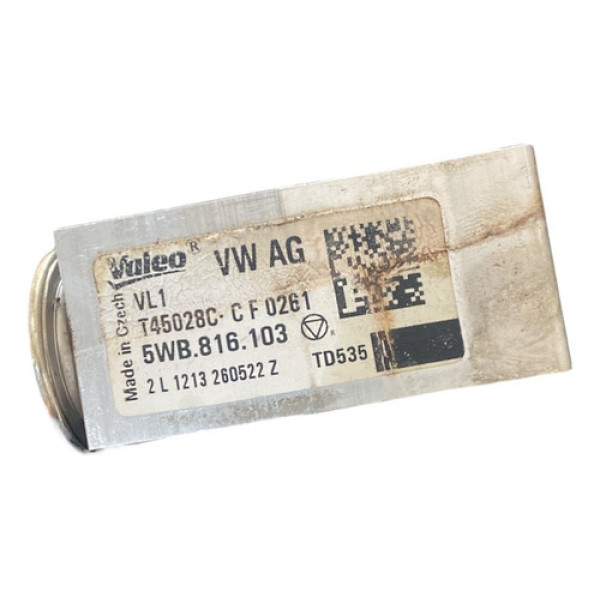 Made in Czech
Valeo® VW AG
VL1
T45028C· C F 0261
5WB.816.103
TD535
2 L 1213 260522 Z